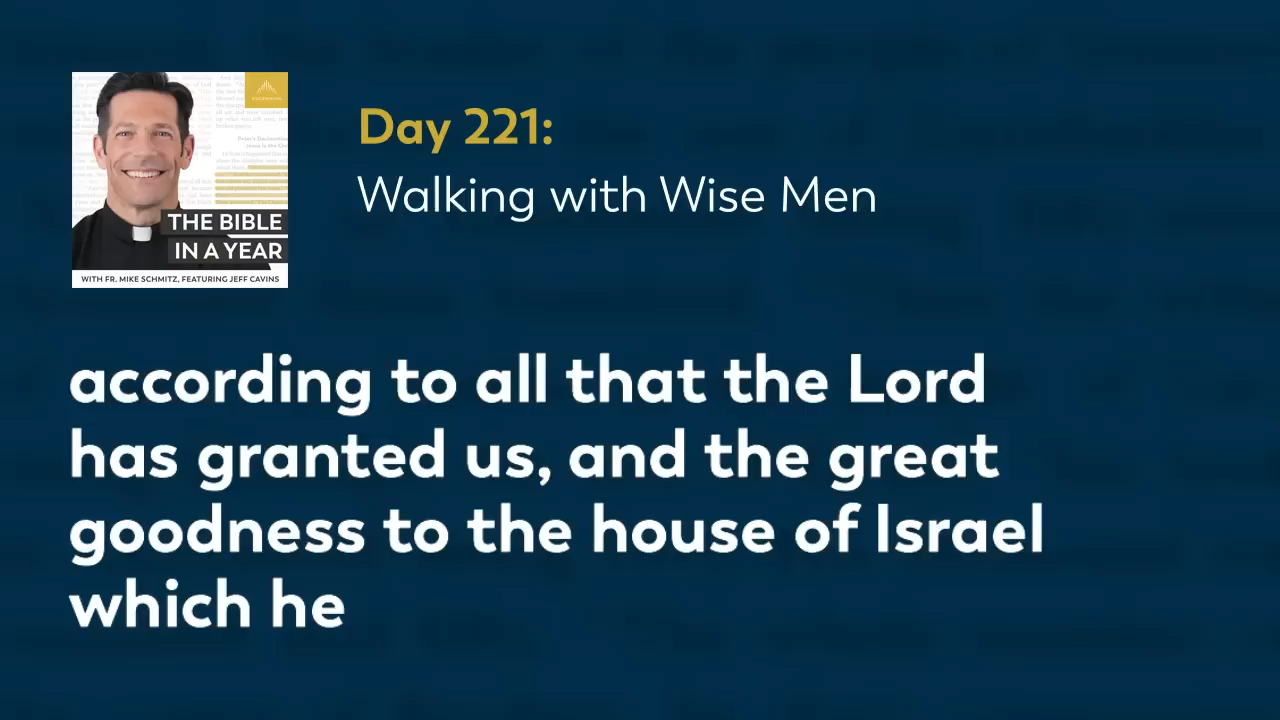 Day 221:
Walking with Wise Men
THE BIBLE
IN A YEAR
WITH FR. MIKE SCHMITZ, FEATURING JEFF CAVINS
according to all that the Lord
has granted us, and the great
goodness to the house of Israel
which he